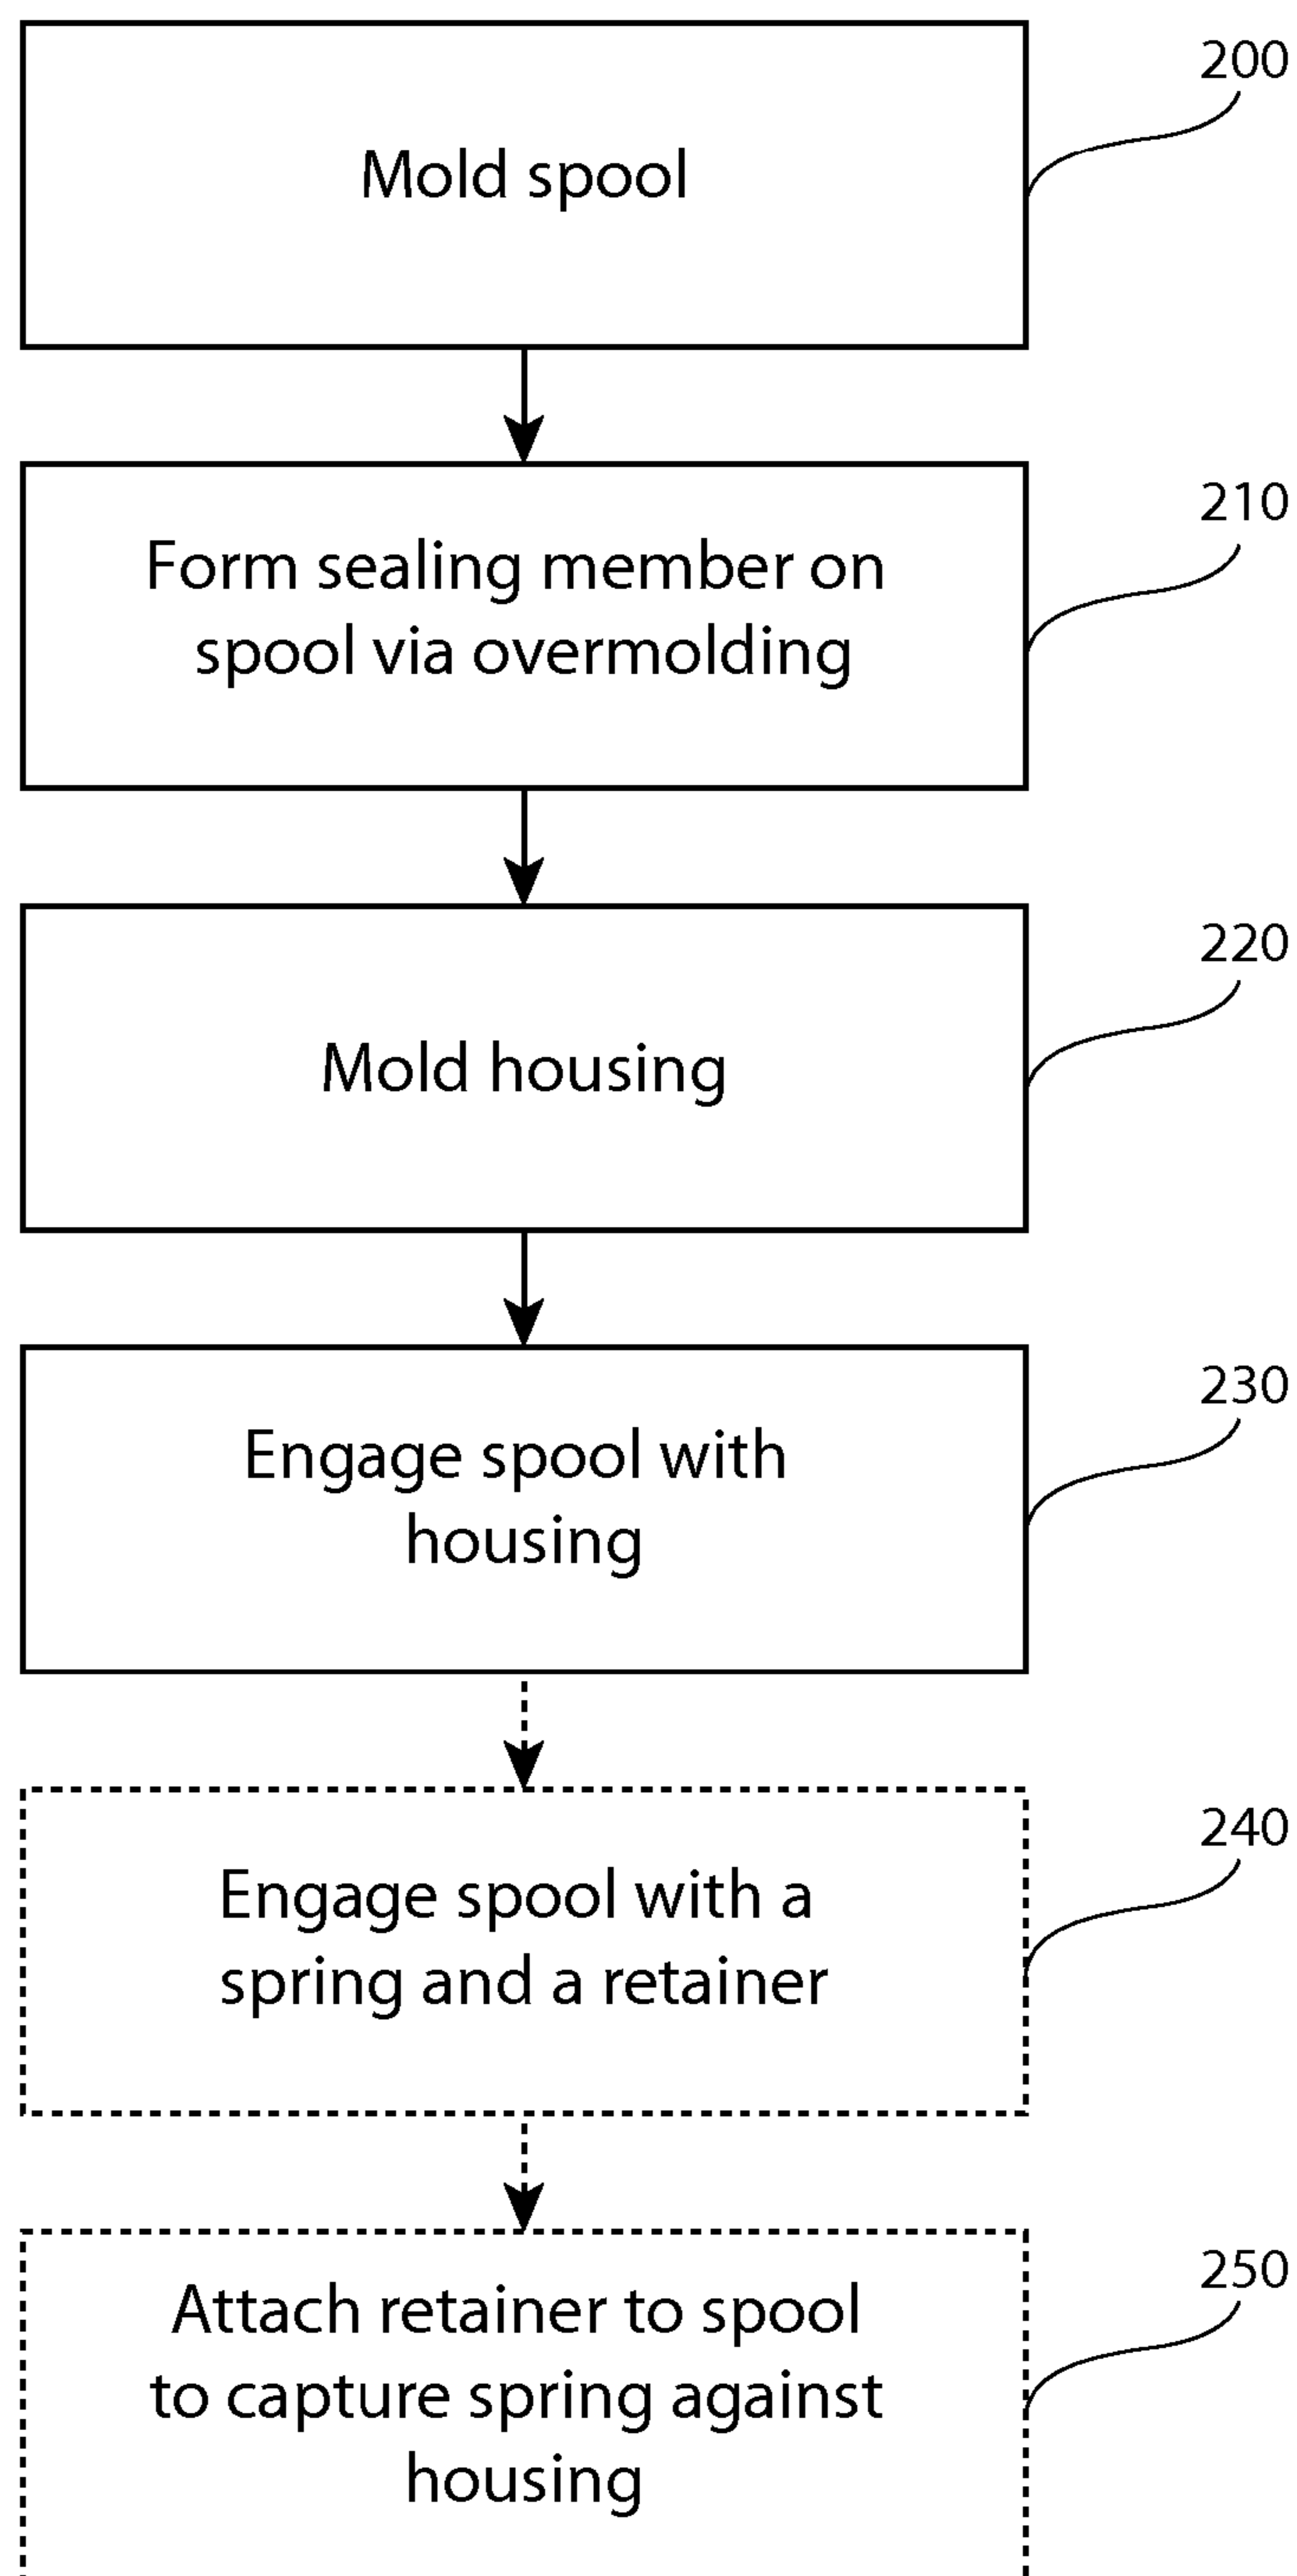 200
Mold spool
210
Form sealing member on
spool via overmolding
220
Mold housing
230
Engage spool with
housing
240
Engage spool with a
spring and a retainer
250
Attach retainer to spool
to capture spring against
housing